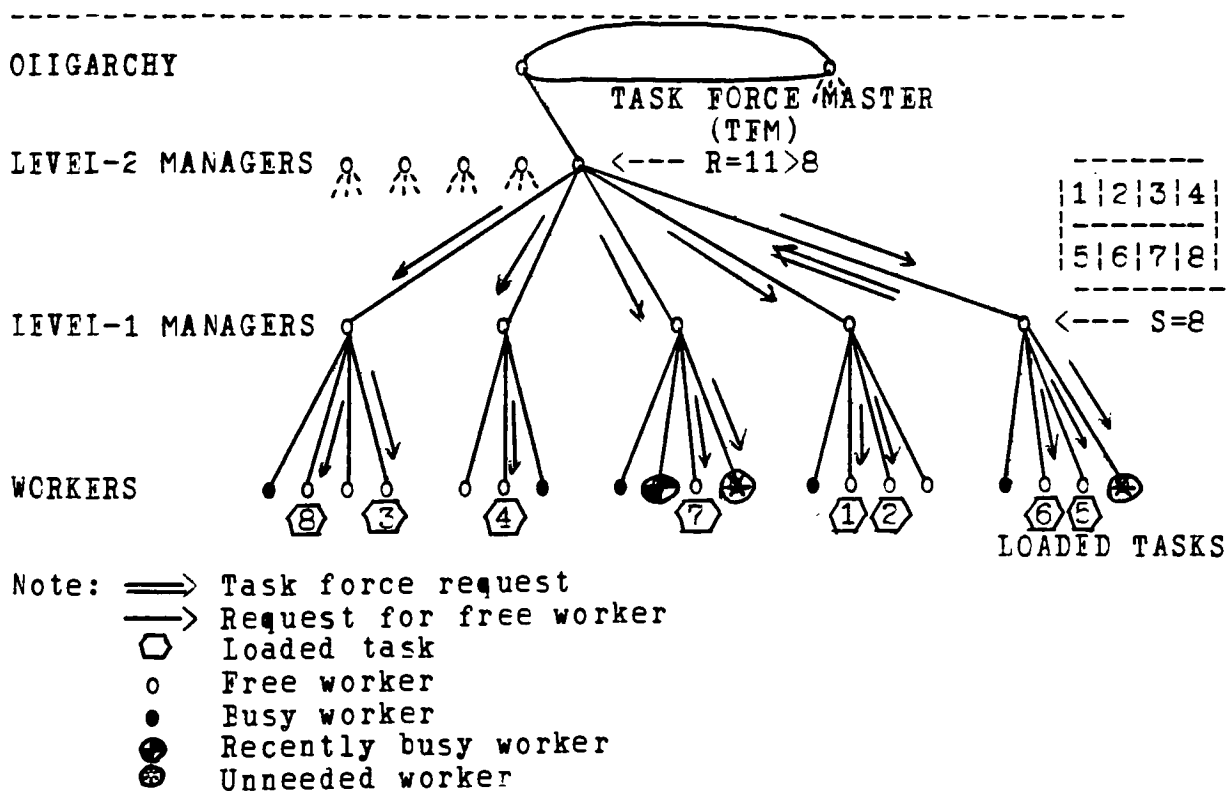 OIIGARCHY
TASK FORCE MASTER
(TFM)
LEVEL-2 MANAGERS
<--- R=11>8
|1|2|3|4|
|5|6|7|8|
IEVEI-1 MANAGERS
<--- S=8
WORKERS
8 3 4 7 1 2 6 5
LOADED TASKS
Note: Task force request
Request for free worker
Loaded task
Free worker
Busy worker
Recently busy worker
Unneeded worker